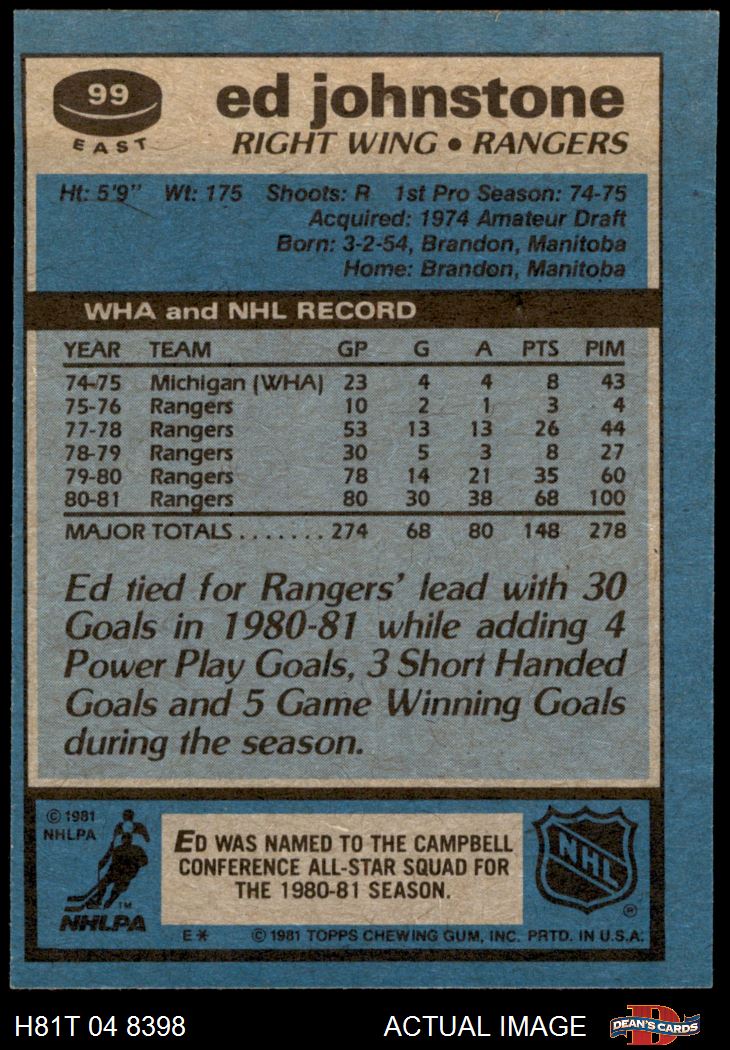 99
EAST
ed johnstone
RIGHT WING • RANGERS
Ht: 5'9" Wt: 175 Shoots: R 1st Pro Season: 74-75
Acquired: 1974 Amateur Draft
Born: 3-2-54, Brandon, Manitoba
Home: Brandon, Manitoba
WHA and NHL RECORD
YEAR TEAM GP G A PTS PIM
74-75 Michigan (WHA) 23 4 4 8 43
75-76 Rangers 10 2 1 3 4
77-78 Rangers 53 13 13 26 44
78-79 Rangers 30 5 3 8 27
79-80 Rangers 78 14 21 35 60
80-81 Rangers 80 30 38 68 100
MAJOR TOTALS ....... 274 68 80 148 278
Ed tied for Rangers' lead with 30
Goals in 1980-81 while adding 4
Power Play Goals, 3 Short Handed
Goals and 5 Game Winning Goals
during the season.
© 1981
NHLPA
TM
NHLPA
ED WAS NAMED TO THE CAMPBELL
CONFERENCE ALL-STAR SQUAD FOR
THE 1980-81 SEASON.
NHL
®
E* © 1981 TOPPS CHEWING GUM, INC. PRTD. IN U.S.A.
H81T 04 8398 ACTUAL IMAGE
D
DEAN'S CARDS